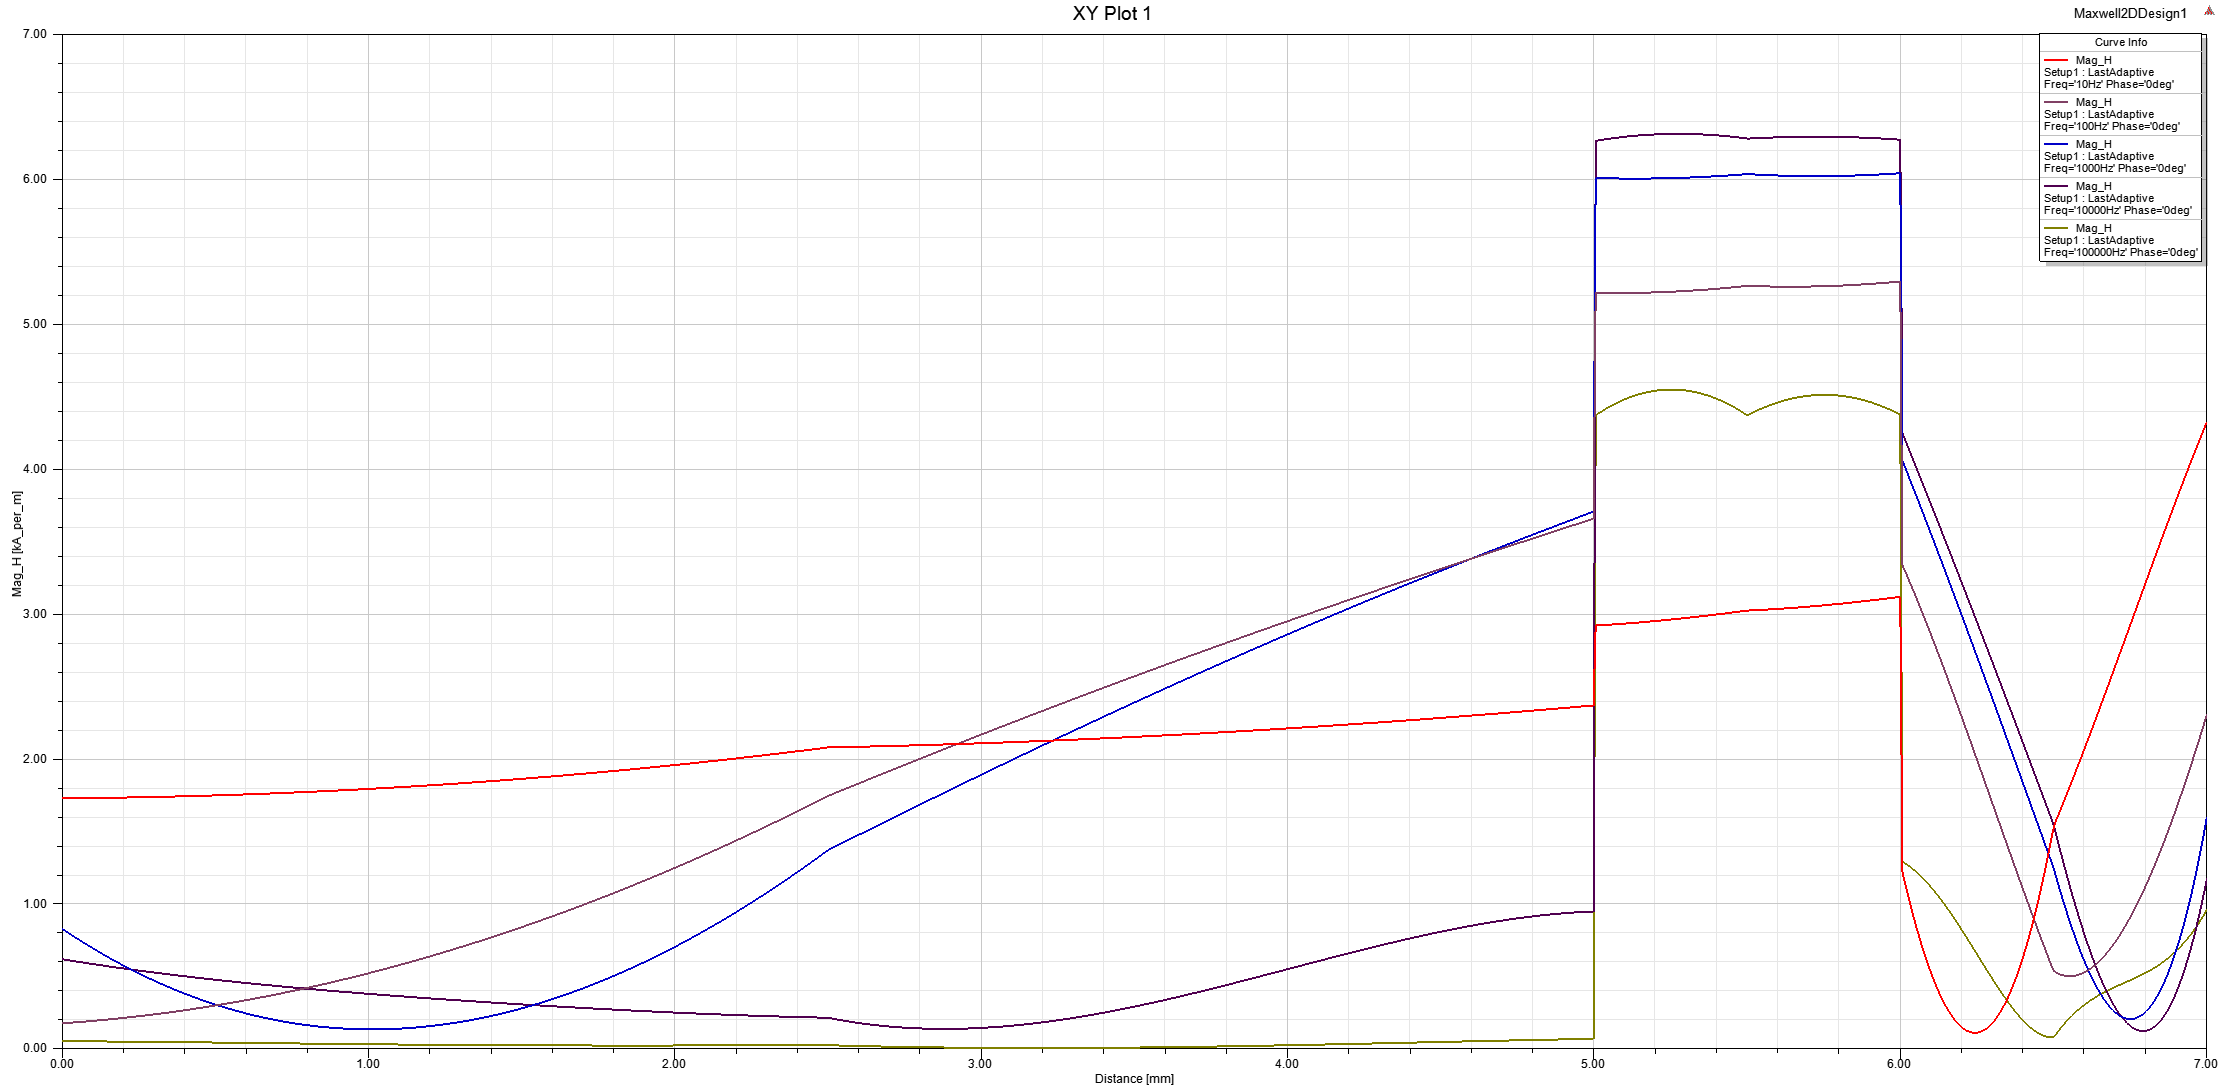 XY Plot 1
Maxwell2DDesign1
Curve Info
Mag_H
Setup1 : LastAdaptive
Freq='10Hz' Phase='0deg'
Mag_H
Setup1 : LastAdaptive
Freq='100Hz' Phase='0deg'
Mag_H
Setup1 : LastAdaptive
Freq='1000Hz' Phase='0deg'
Mag_H
Setup1 : LastAdaptive
Freq='10000Hz' Phase='0deg'
Mag_H
Setup1 : LastAdaptive
Freq='100000Hz' Phase='0deg'
7.00
6.00
5.00
4.00
3.00
2.00
1.00
0.00
Mag_H [kA_per_m]
0.00 1.00 2.00 3.00 4.00 5.00 6.00 7.00
Distance [mm]